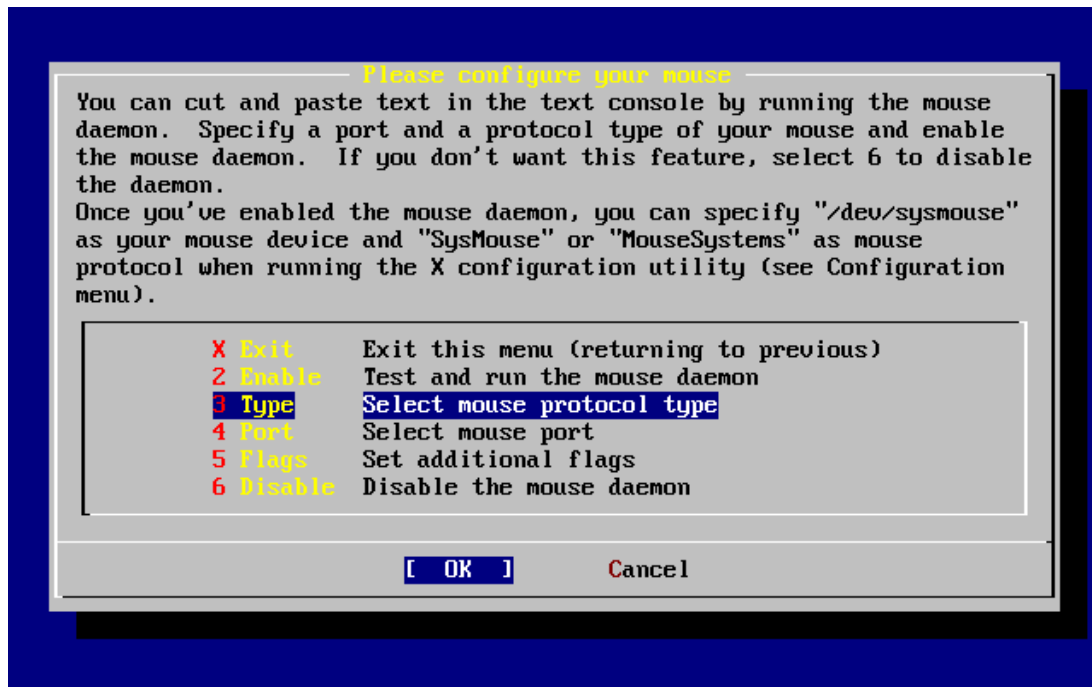 Please configure your mouse
You can cut and paste text in the text console by running the mouse
daemon.  Specify a port and a protocol type of your mouse and enable
the mouse daemon.  If you don't want this feature, select 6 to disable
the daemon.
Once you've enabled the mouse daemon, you can specify "/dev/sysmouse"
as your mouse device and "SysMouse" or "MouseSystems" as mouse
protocol when running the X configuration utility (see Configuration
menu).
X Exit     Exit this menu (returning to previous)
2 Enable   Test and run the mouse daemon
3 Type     Select mouse protocol type
4 Port     Select mouse port
5 Flags    Set additional flags
6 Disable  Disable the mouse daemon
[  OK  ]       Cancel